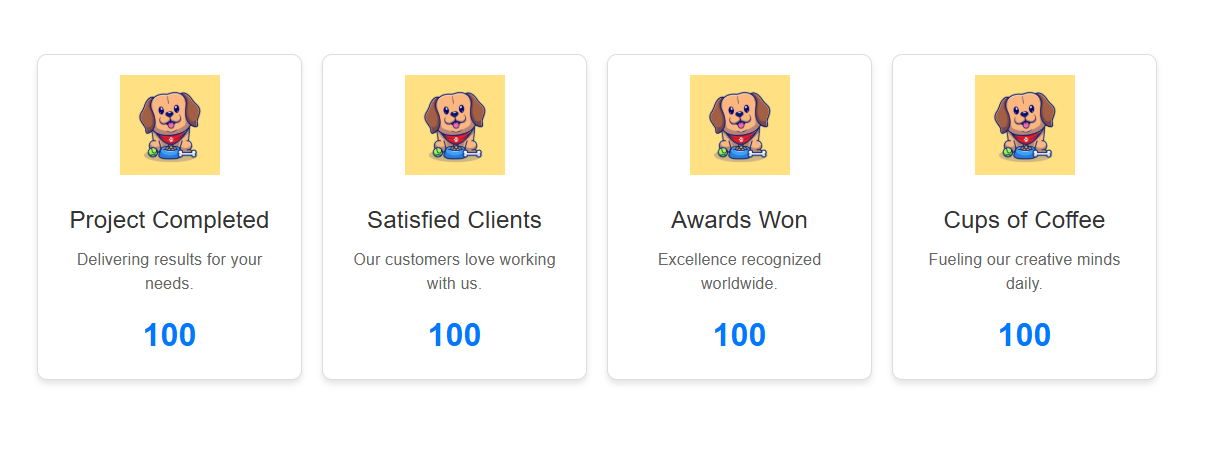 Project Completed
Delivering results for your
needs.
100
Satisfied Clients
Our customers love working
with us.
100
Awards Won
Excellence recognized
worldwide.
100
Cups of Coffee
Fueling our creative minds
daily.
100